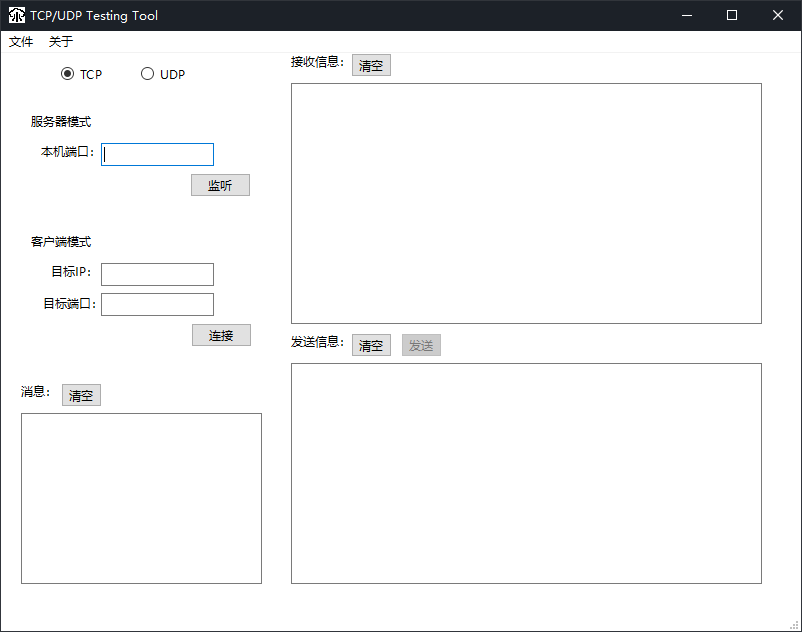 TCP/UDP Testing Tool
文件 关于
TCP UDP
服务器模式
本机端口：
监听
客户端模式
目标IP：
目标端口：
连接
消息： 清空
接收信息： 清空
发送信息： 清空 发送